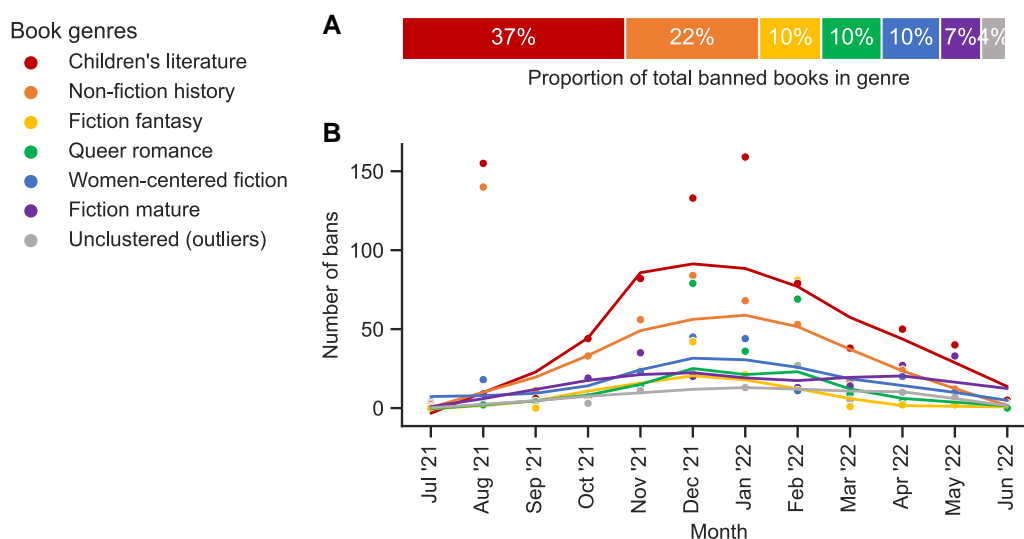 Book genres
Children's literature
Non-fiction history
Fiction fantasy
Queer romance
Women-centered fiction
Fiction mature
Unclustered (outliers)
A
37% 22% 10% 10% 10% 7% 4%
Proportion of total banned books in genre
B
Number of bans
150
100
50
0
Jul '21 Aug '21 Sep '21 Oct '21 Nov '21 Dec '21 Jan '22 Feb '22 Mar '22 Apr '22 May '22 Jun '22
Month